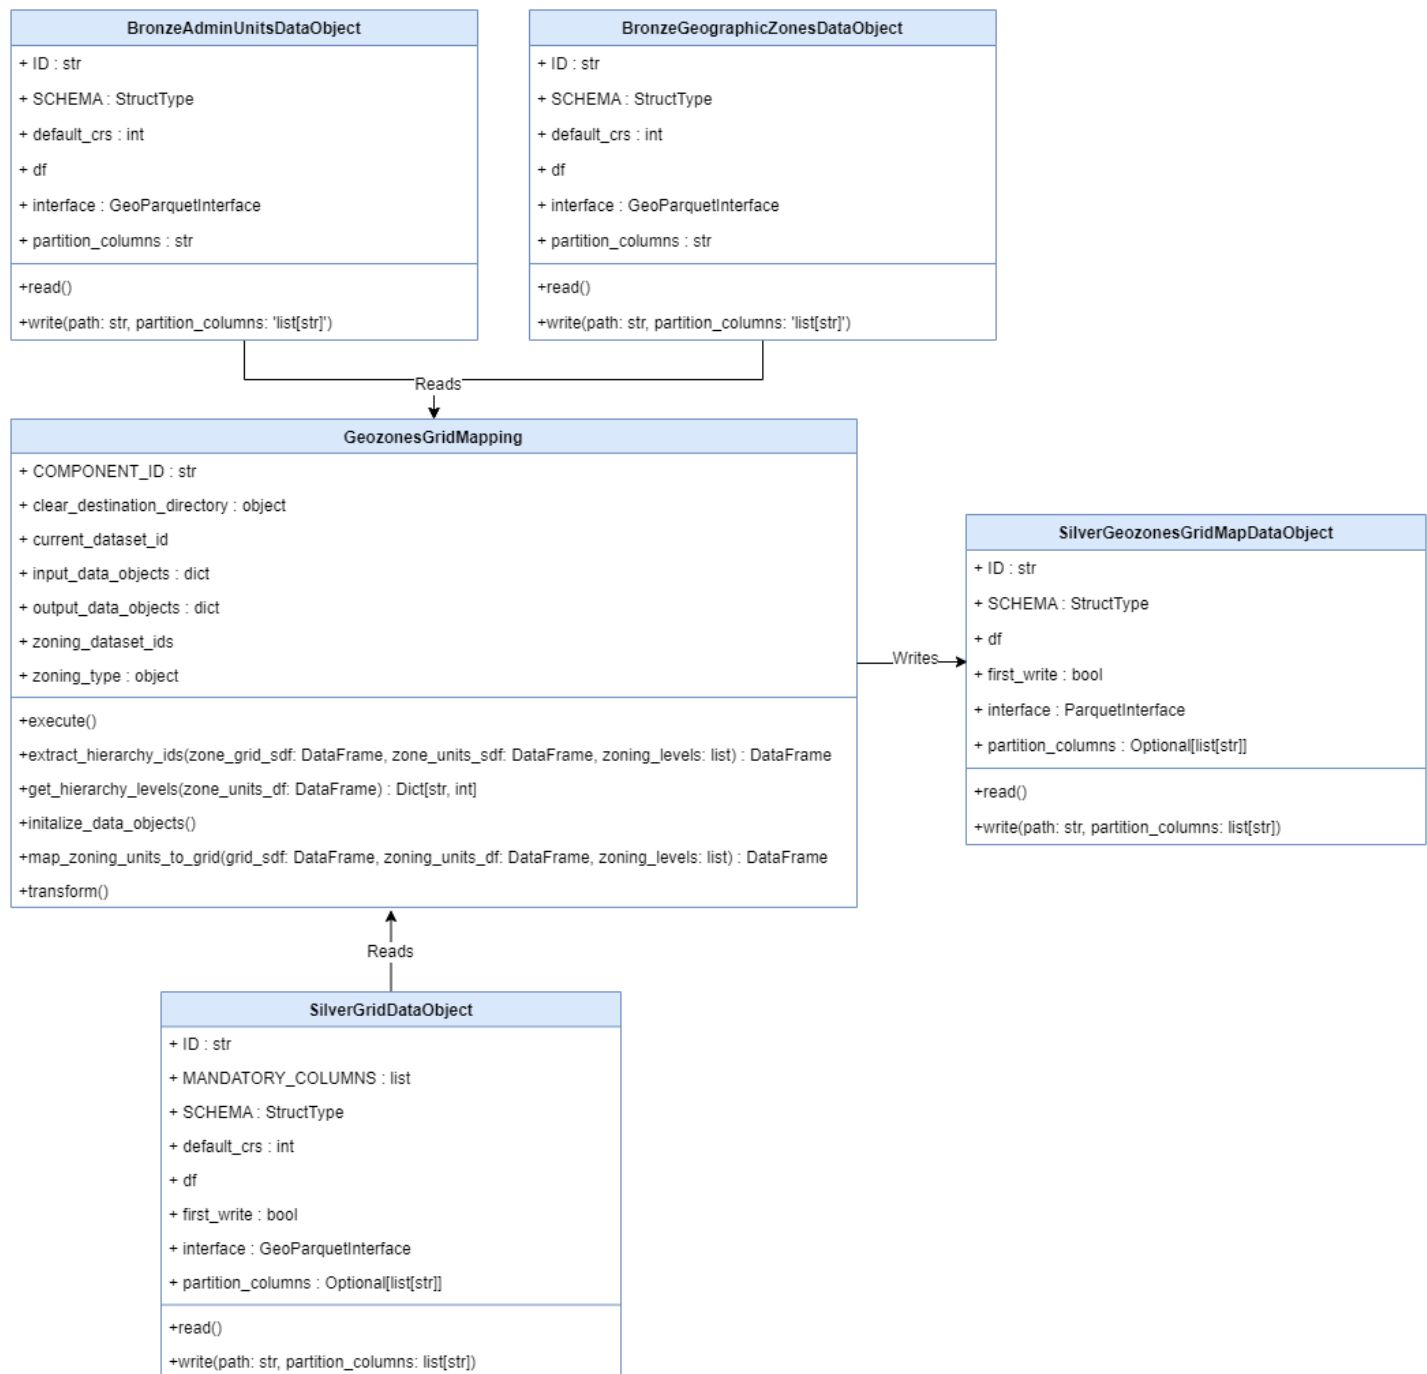 BronzeAdminUnitsDataObject
+ ID : str
+ SCHEMA : StructType
+ default_crs : int
+ df
+ interface : GeoParquetInterface
+ partition_columns : str
+read()
+write(path: str, partition_columns: 'list[str]')
BronzeGeographicZonesDataObject
+ ID : str
+ SCHEMA : StructType
+ default_crs : int
+ df
+ interface : GeoParquetInterface
+ partition_columns : str
+read()
+write(path: str, partition_columns: 'list[str]')
Reads
GeozonesGridMapping
+ COMPONENT_ID : str
+ clear_destination_directory : object
+ current_dataset_id
+ input_data_objects : dict
+ output_data_objects : dict
+ zoning_dataset_ids
+ zoning_type : object
+execute()
+extract_hierarchy_ids(zone_grid_sdf: DataFrame, zone_units_sdf: DataFrame, zoning_levels: list) : DataFrame
+get_hierarchy_levels(zone_units_df: DataFrame) : Dict[str, int]
+initalize_data_objects()
+map_zoning_units_to_grid(grid_sdf: DataFrame, zoning_units_df: DataFrame, zoning_levels: list) : DataFrame
+transform()
Writes
SilverGeozonesGridMapDataObject
+ ID : str
+ SCHEMA : StructType
+ df
+ first_write : bool
+ interface : ParquetInterface
+ partition_columns : Optional[list[str]]
+read()
+write(path: str, partition_columns: list[str])
Reads
SilverGridDataObject
+ ID : str
+ MANDATORY_COLUMNS : list
+ SCHEMA : StructType
+ default_crs : int
+ df
+ first_write : bool
+ interface : GeoParquetInterface
+ partition_columns : Optional[list[str]]
+read()
+write(path: str, partition_columns: list[str])